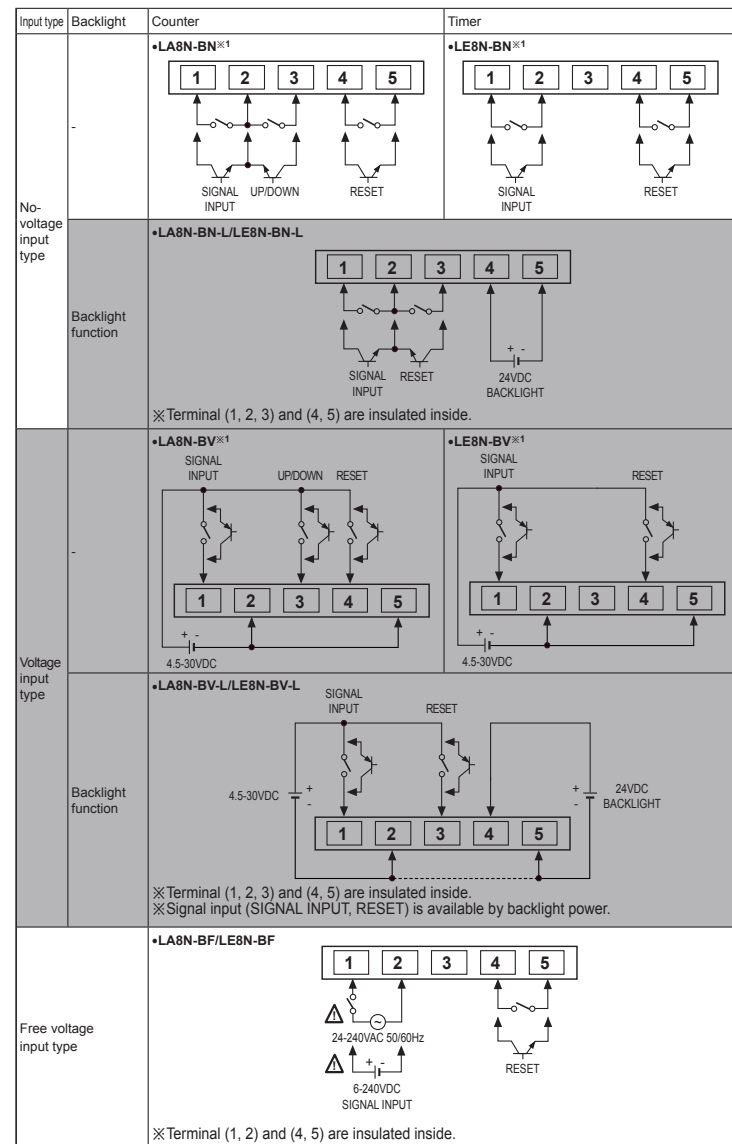 Input type Backlight Counter Timer
No-voltage input type
-
•LA8N-BN※1
1 2 3 4 5
SIGNAL INPUT UP/DOWN RESET
•LE8N-BN※1
1 2 3 4 5
SIGNAL INPUT RESET
Backlight function
•LA8N-BN-L/LE8N-BN-L
1 2 3 4 5
+ -
SIGNAL INPUT RESET 24VDC BACKLIGHT
※Terminal (1, 2, 3) and (4, 5) are insulated inside.
Voltage input type
-
•LA8N-BV※1
SIGNAL INPUT UP/DOWN RESET
1 2 3 4 5
+ -
4.5-30VDC
•LE8N-BV※1
SIGNAL INPUT RESET
1 2 3 4 5
+ -
4.5-30VDC
Backlight function
•LA8N-BV-L/LE8N-BV-L
SIGNAL INPUT RESET
4.5-30VDC + - + - 24VDC BACKLIGHT
1 2 3 4 5
※Terminal (1, 2, 3) and (4, 5) are insulated inside.
※Signal input (SIGNAL INPUT, RESET) is available by backlight power.
Free voltage input type
•LA8N-BF/LE8N-BF
1 2 3 4 5
24-240VAC 50/60Hz
+ -
6-240VDC
SIGNAL INPUT
RESET
※Terminal (1, 2) and (4, 5) are insulated inside.